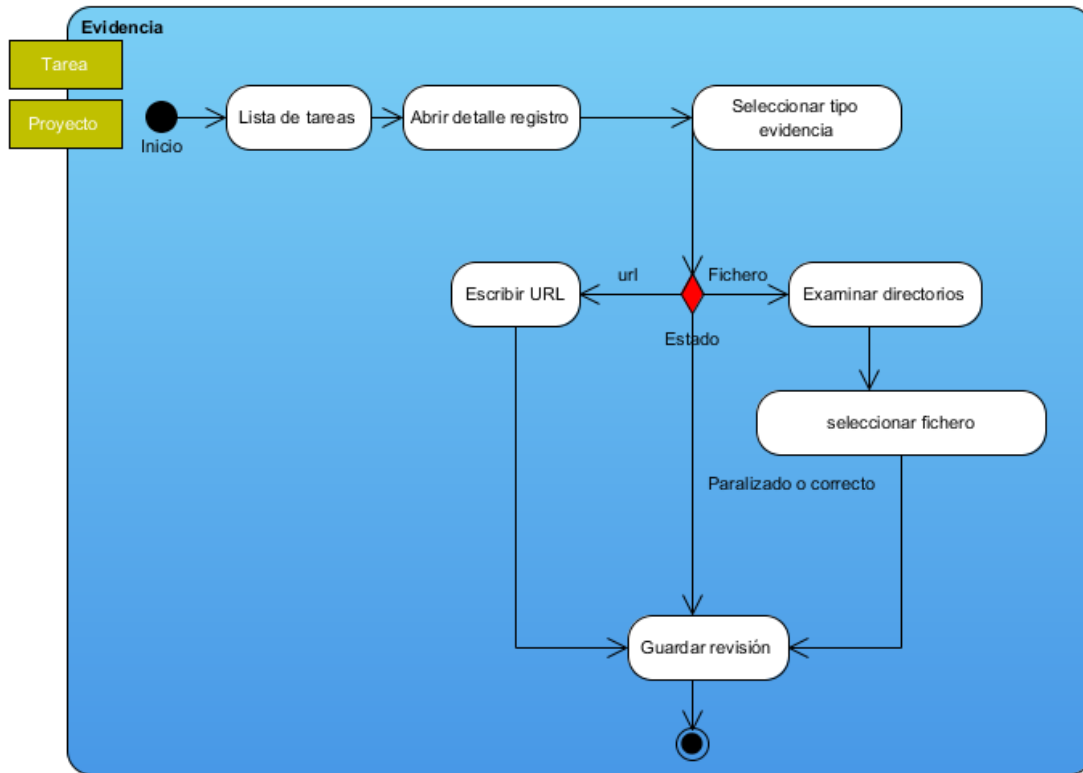 Evidencia
Tarea
Proyecto
Inicio
Lista de tareas
Abrir detalle registro
Seleccionar tipo
evidencia
Escribir URL
url
Fichero
Examinar directorios
Estado
seleccionar fichero
Paralizado o correcto
Guardar revisión